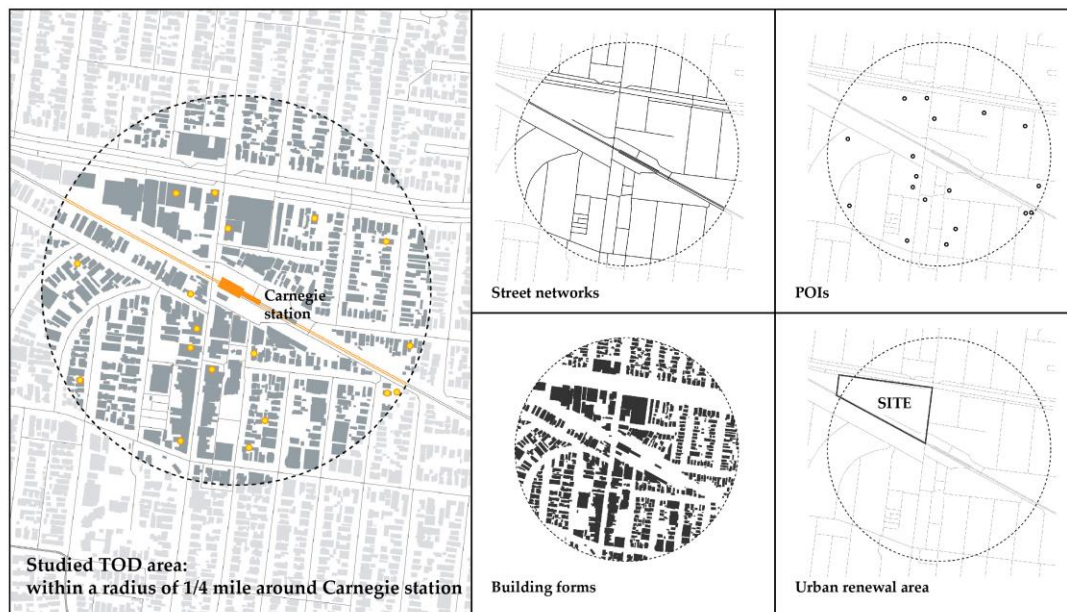 Carnegie
station
Studied TOD area:
within a radius of 1/4 mile around Carnegie station
Street networks
POIs
Building forms
SITE
Urban renewal area